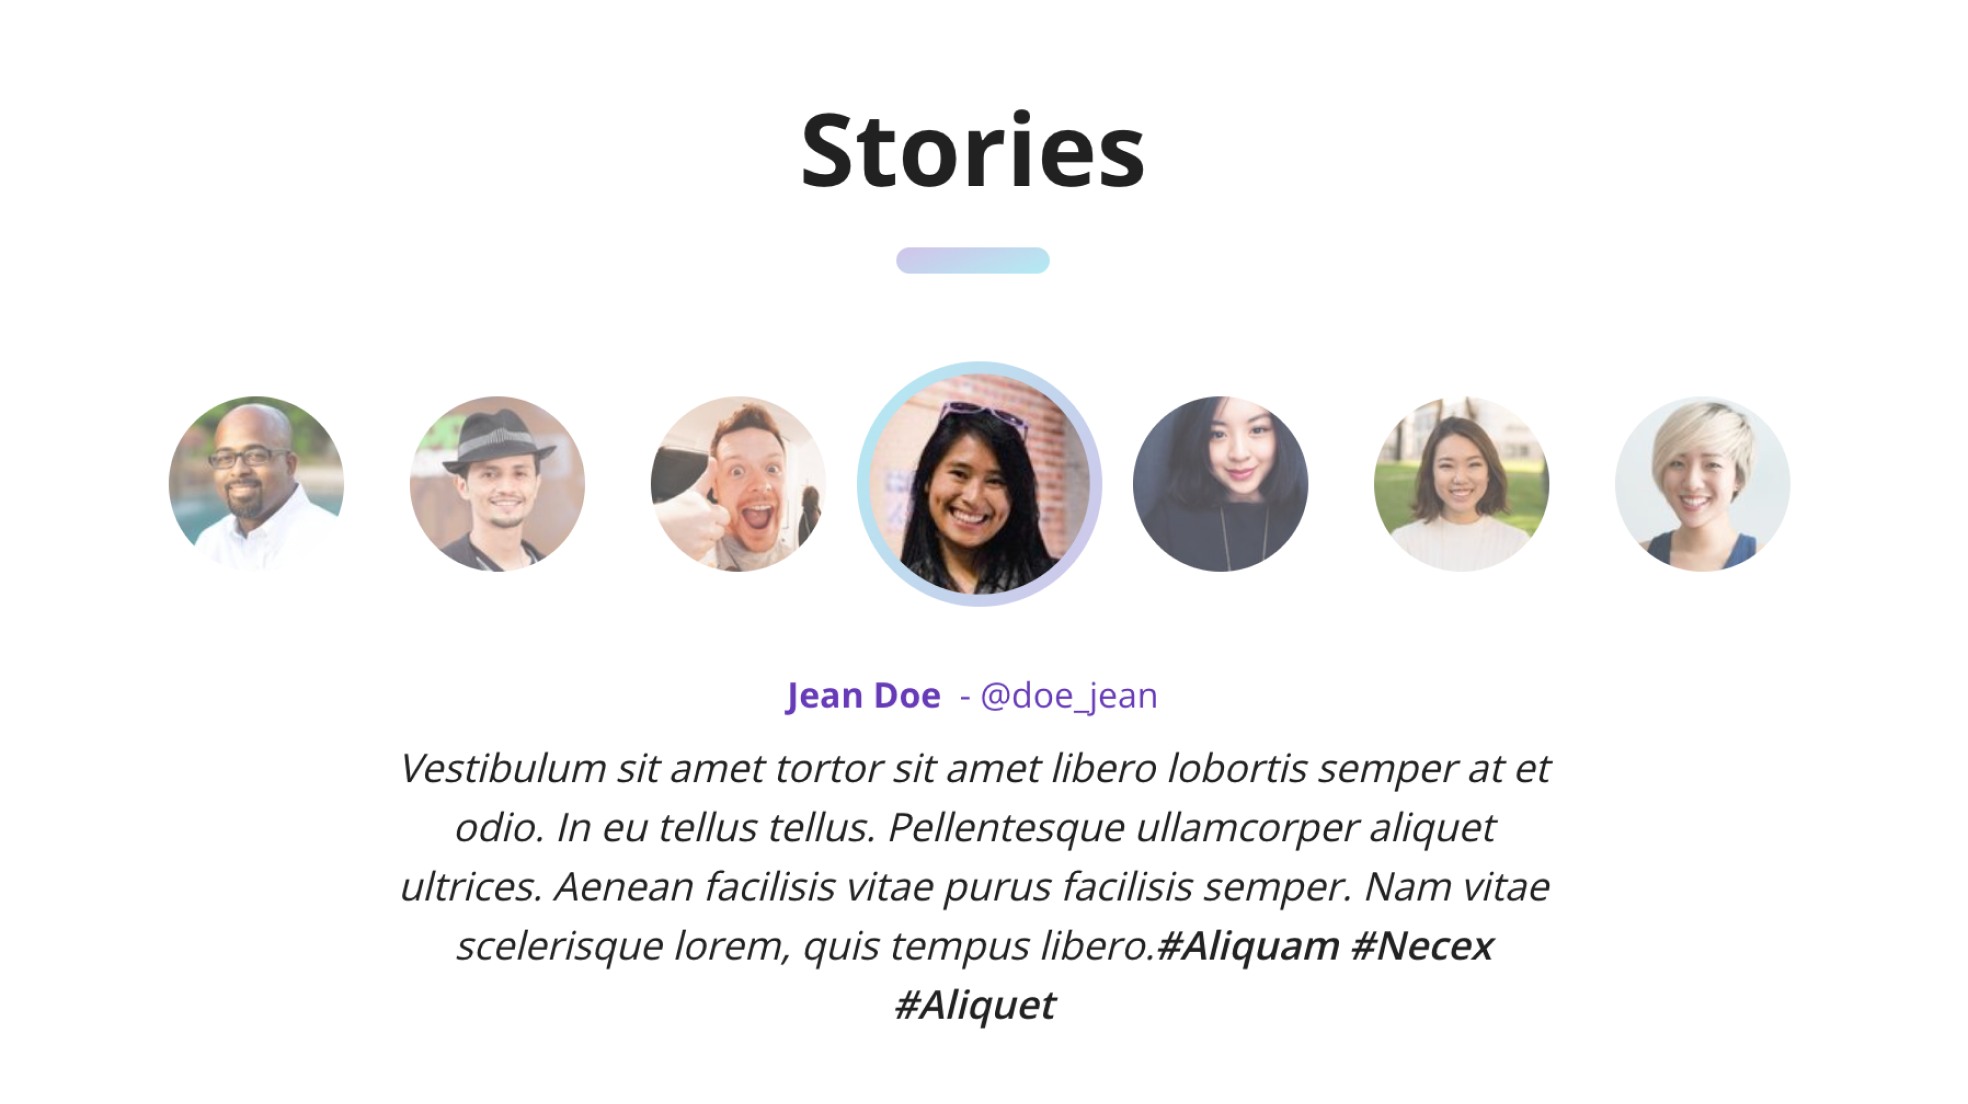 Stories
Jean Doe - @doe_jean
Vestibulum sit amet tortor sit amet libero lobortis semper at et
odio. In eu tellus tellus. Pellentesque ullamcorper aliquet
ultrices. Aenean facilisis vitae purus facilisis semper. Nam vitae
scelerisque lorem, quis tempus libero.#Aliquam #Necex
#Aliquet